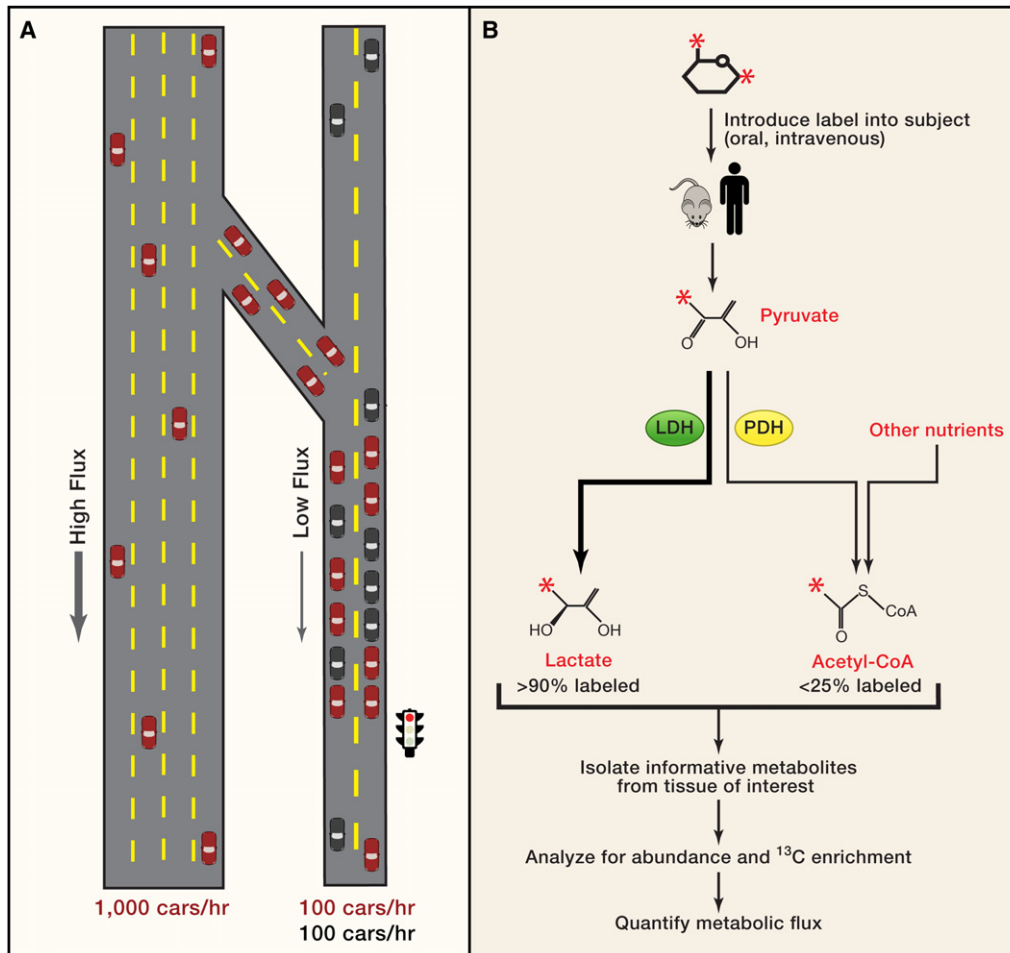 A
High Flux
Low Flux
1,000 cars/hr
100 cars/hr
100 cars/hr
B
*
*
Introduce label into subject
(oral, intravenous)
*
O
OH
Pyruvate
LDH
PDH
Other nutrients
*
HO
OH
Lactate
>90% labeled
*
O
S
CoA
Acetyl-CoA
<25% labeled
Isolate informative metabolites
from tissue of interest
Analyze for abundance and ¹³C enrichment
Quantify metabolic flux